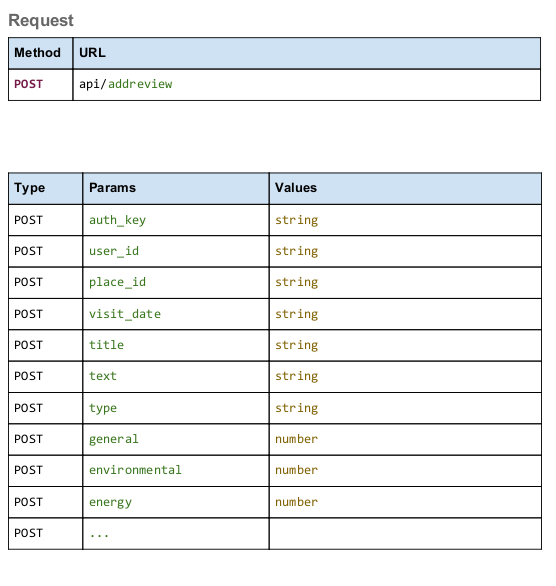 Request
Method URL
POST api/addreview
Type Params Values
POST auth_key string
POST user_id string
POST place_id string
POST visit_date string
POST title string
POST text string
POST type string
POST general number
POST environmental number
POST energy number
POST ...